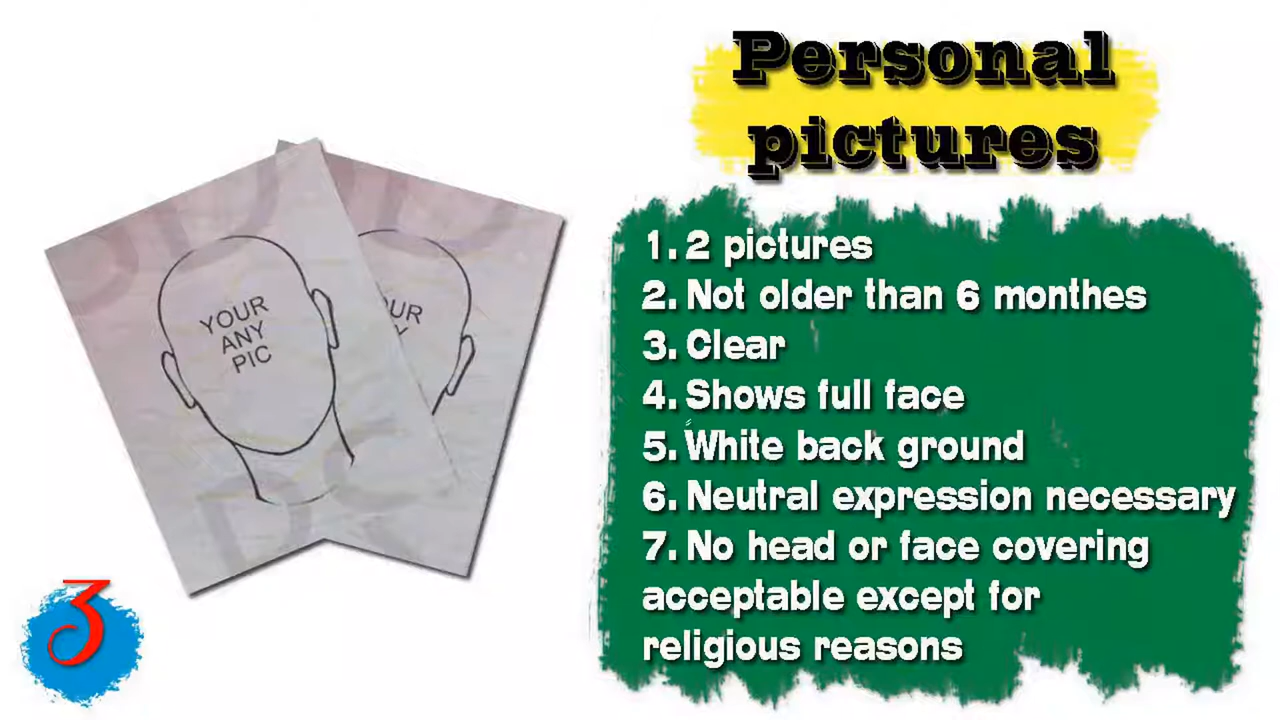 Personal
pictures
YOUR
ANY
PIC
OUR
Y
1. 2 pictures
2. Not older than 6 monthes
3. Clear
4. Shows full face
5. White back ground
6. Neutral expression necessary
7. No head or face covering
acceptable except for
religious reasons
3